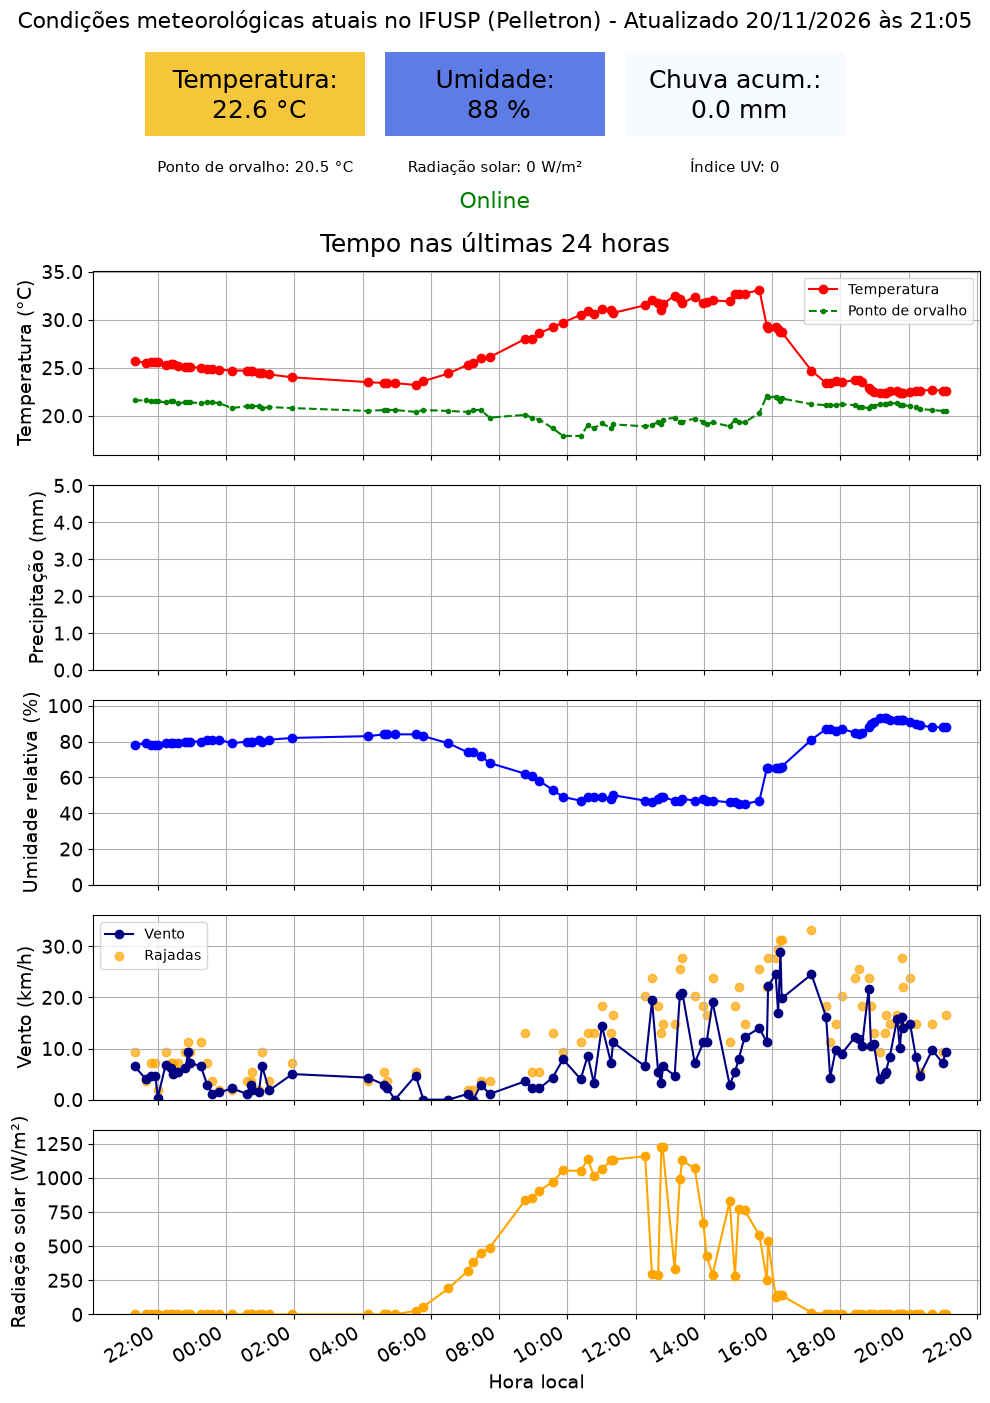 Condições meteorológicas atuais no IFUSP (Pelletron) - Atualizado 20/11/2026 às 21:05
Temperatura:
22.6 °C
Umidade:
88 %
Chuva acum.:
0.0 mm
Ponto de orvalho: 20.5 °C
Radiação solar: 0 W/m²
Índice UV: 0
Online
Tempo nas últimas 24 horas
Temperatura (°C)
35.0
30.0
25.0
20.0
Temperatura
Ponto de orvalho
Precipitação (mm)
5.0
4.0
3.0
2.0
1.0
0.0
Umidade relativa (%)
100
80
60
40
20
0
Vento (km/h)
30.0
20.0
10.0
0.0
Vento
Rajadas
Radiação solar (W/m²)
1250
1000
750
500
250
0
22:00
00:00
02:00
04:00
06:00
08:00
10:00
12:00
14:00
16:00
18:00
20:00
22:00
Hora local